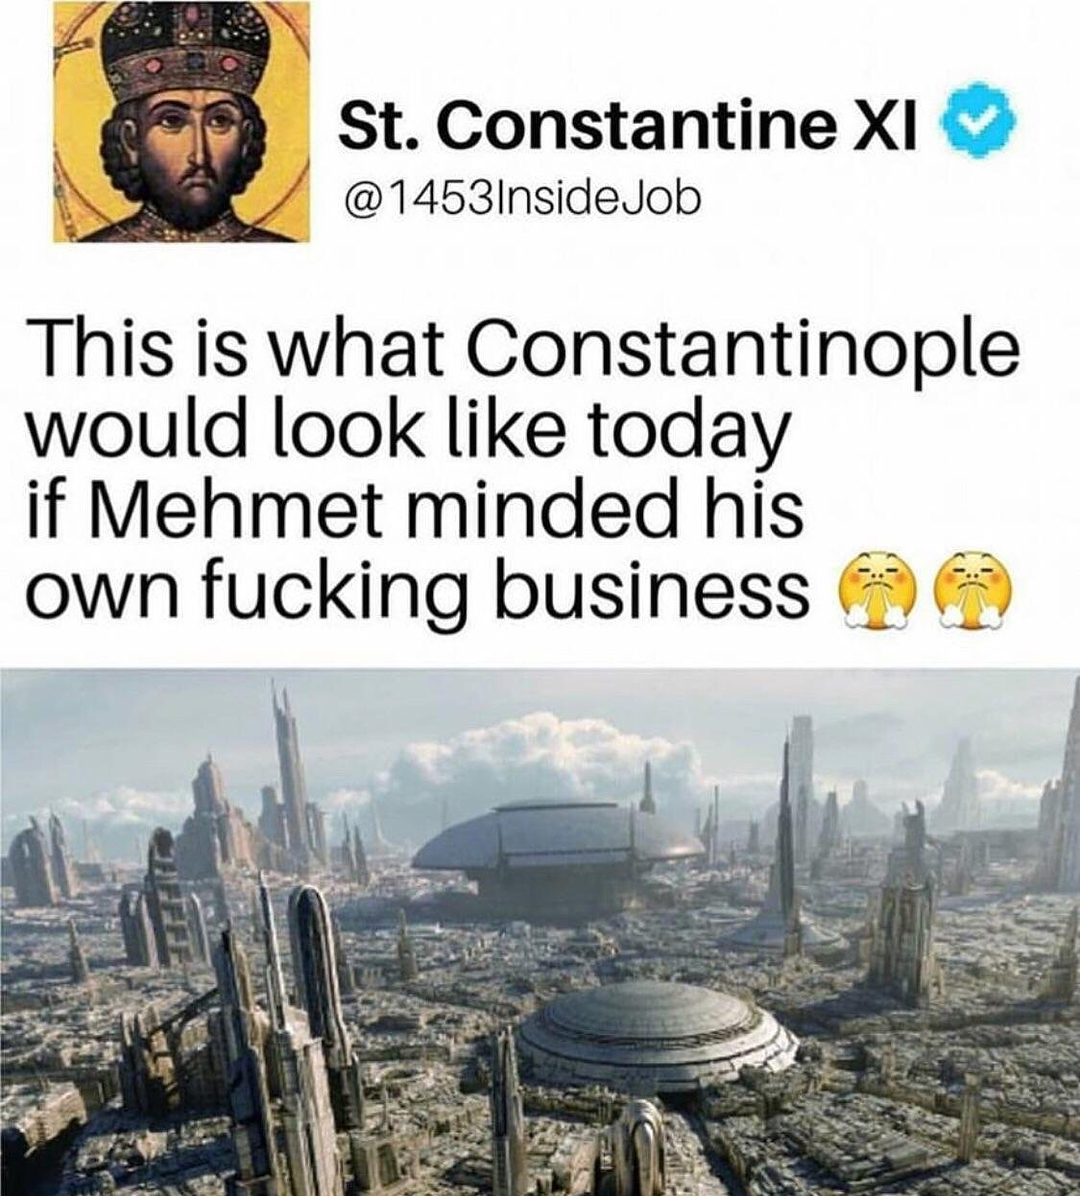 St. Constantine XI
@1453InsideJob
This is what Constantinople
would look like today
if Mehmet minded his
own fucking business 😤😤